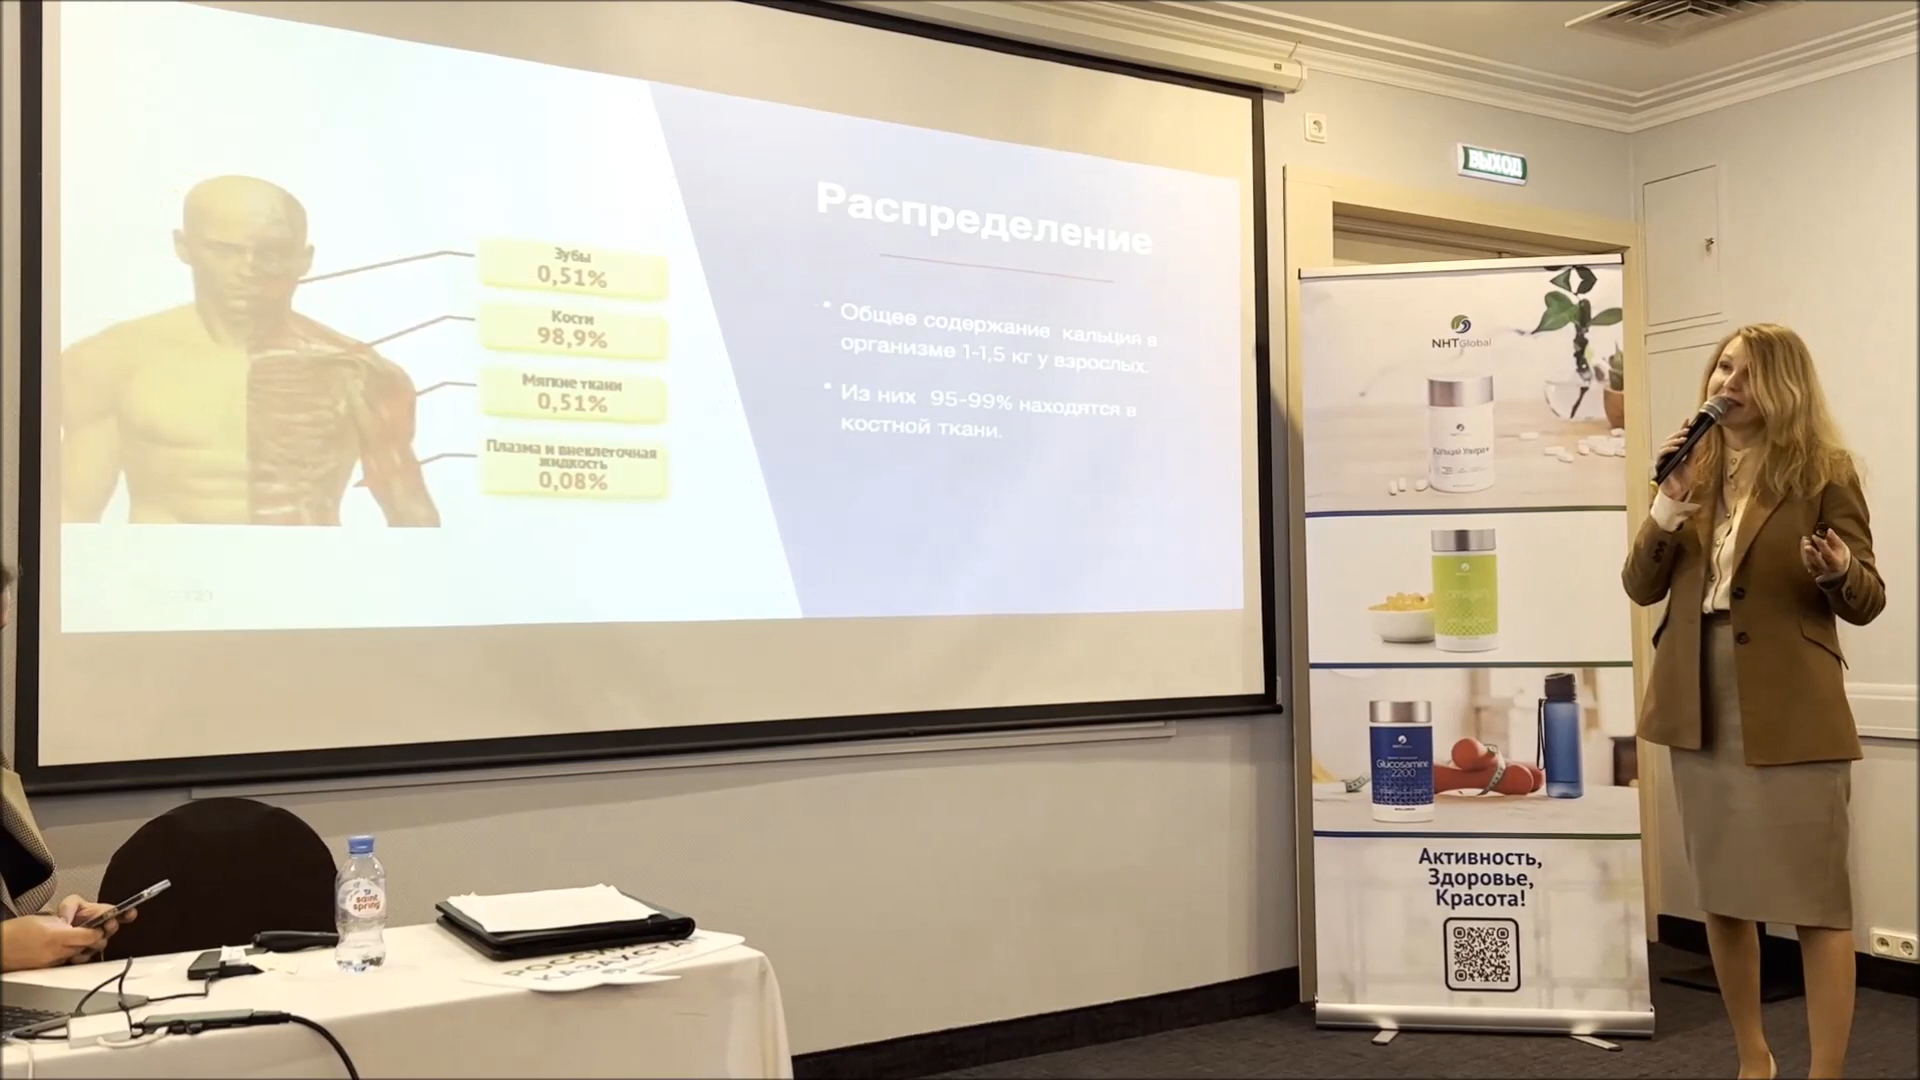 Зубы
0,51%
Кости
98,9%
Мягкие ткани
0,51%
Плазма и внеклеточная
жидкость
0,08%
Распределение
• Общее содержание кальция в
организме 1-1,5 кг у взрослых.
• Из них 95-99% находятся в
костной ткани.
ВЫХОД
NHTGlobal
Кальций Ультра+
Glucosamine
2200
Активность,
Здоровье,
Красота!
saint
spring
РОССИЯ
КАЗАХСТА